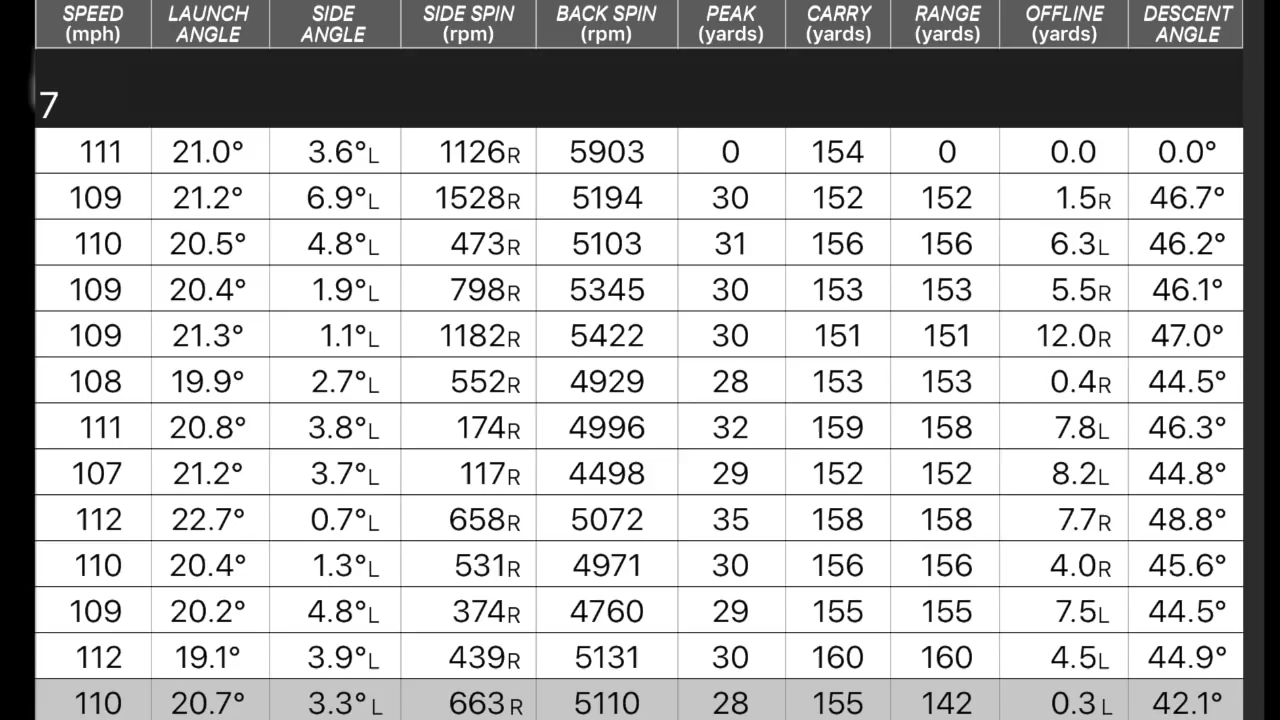 SPEED (mph) LAUNCH ANGLE SIDE ANGLE SIDE SPIN (rpm) BACK SPIN (rpm) PEAK (yards) CARRY (yards) RANGE (yards) OFFLINE (yards) DESCENT ANGLE
7
111 21.0° 3.6°L 1126R 5903 0 154 0 0.0 0.0°
109 21.2° 6.9°L 1528R 5194 30 152 152 1.5R 46.7°
110 20.5° 4.8°L 473R 5103 31 156 156 6.3L 46.2°
109 20.4° 1.9°L 798R 5345 30 153 153 5.5R 46.1°
109 21.3° 1.1°L 1182R 5422 30 151 151 12.0R 47.0°
108 19.9° 2.7°L 552R 4929 28 153 153 0.4R 44.5°
111 20.8° 3.8°L 174R 4996 32 159 158 7.8L 46.3°
107 21.2° 3.7°L 117R 4498 29 152 152 8.2L 44.8°
112 22.7° 0.7°L 658R 5072 35 158 158 7.7R 48.8°
110 20.4° 1.3°L 531R 4971 30 156 156 4.0R 45.6°
109 20.2° 4.8°L 374R 4760 29 155 155 7.5L 44.5°
112 19.1° 3.9°L 439R 5131 30 160 160 4.5L 44.9°
110 20.7° 3.3°L 663R 5110 28 155 142 0.3L 42.1°